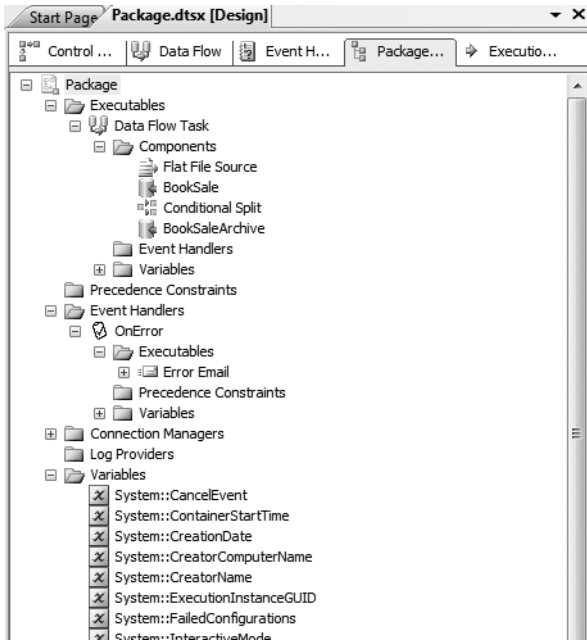 Start Page Package.dtsx [Design]
Control ... Data Flow Event H... Package... Executio...
Package
Executables
Data Flow Task
Components
Flat File Source
BookSale
Conditional Split
BookSaleArchive
Event Handlers
Variables
Precedence Constraints
Event Handlers
OnError
Executables
Error Email
Precedence Constraints
Variables
Connection Managers
Log Providers
Variables
System::CancelEvent
System::ContainerStartTime
System::CreationDate
System::CreatorComputerName
System::CreatorName
System::ExecutionInstanceGUID
System::FailedConfigurations
System::InteractiveMode